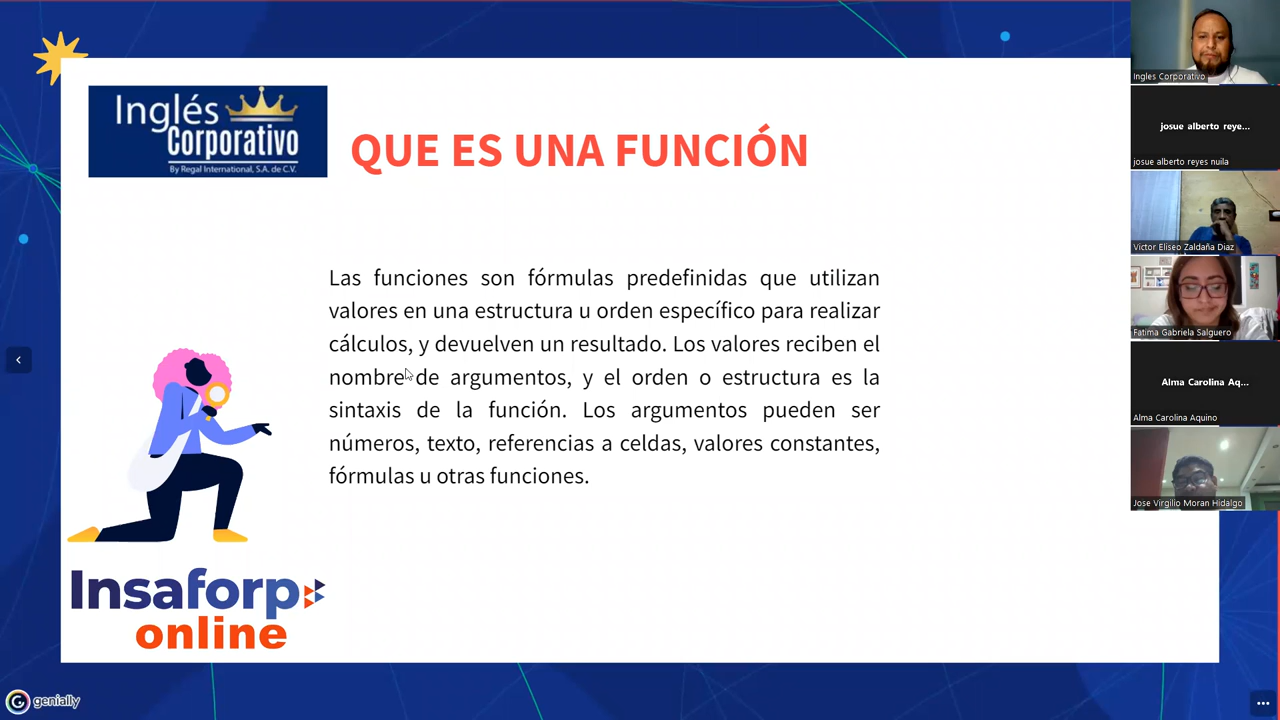 Inglés
Corporativo
By Regal International, S.A. de C.V.
QUE ES UNA FUNCIÓN
Las funciones son fórmulas predefinidas que utilizan
valores en una estructura u orden específico para realizar
cálculos, y devuelven un resultado. Los valores reciben el
nombre de argumentos, y el orden o estructura es la
sintaxis de la función. Los argumentos pueden ser
números, texto, referencias a celdas, valores constantes,
fórmulas u otras funciones.
Insaforp
online
genially
Ingles Corporativo
josue alberto reye...
josue alberto reyes nuila
Victor Eliseo Zaldaña Diaz
Fatima Gabriela Salguero
Alma Carolina Aq...
Alma Carolina Aquino
Jose Virgilio Moran Hidalgo